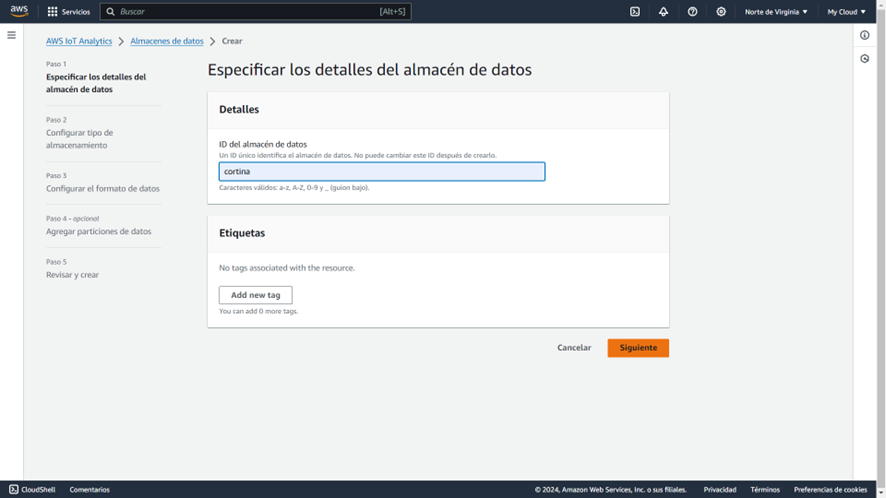 aws
Servicios
Buscar
[Alt+S]
Norte de Virginia
My Cloud
AWS IoT Analytics
Almacenes de datos
Crear
Paso 1
Especificar los detalles del
almacén de datos
Paso 2
Configurar tipo de
almacenamiento
Paso 3
Configurar el formato de datos
Paso 4 - opcional
Agregar particiones de datos
Paso 5
Revisar y crear
Especificar los detalles del almacén de datos
Detalles
ID del almacén de datos
Un ID único identifica el almacén de datos. No puede cambiar este ID después de crearlo.
cortina
Caracteres válidos: a-z, A-Z, 0-9 y _ (guion bajo).
Etiquetas
No tags associated with the resource.
Add new tag
You can add 0 more tags.
Cancelar
Siguiente
CloudShell
Comentarios
© 2024, Amazon Web Services, Inc. o sus filiales.
Privacidad
Términos
Preferencias de cookies